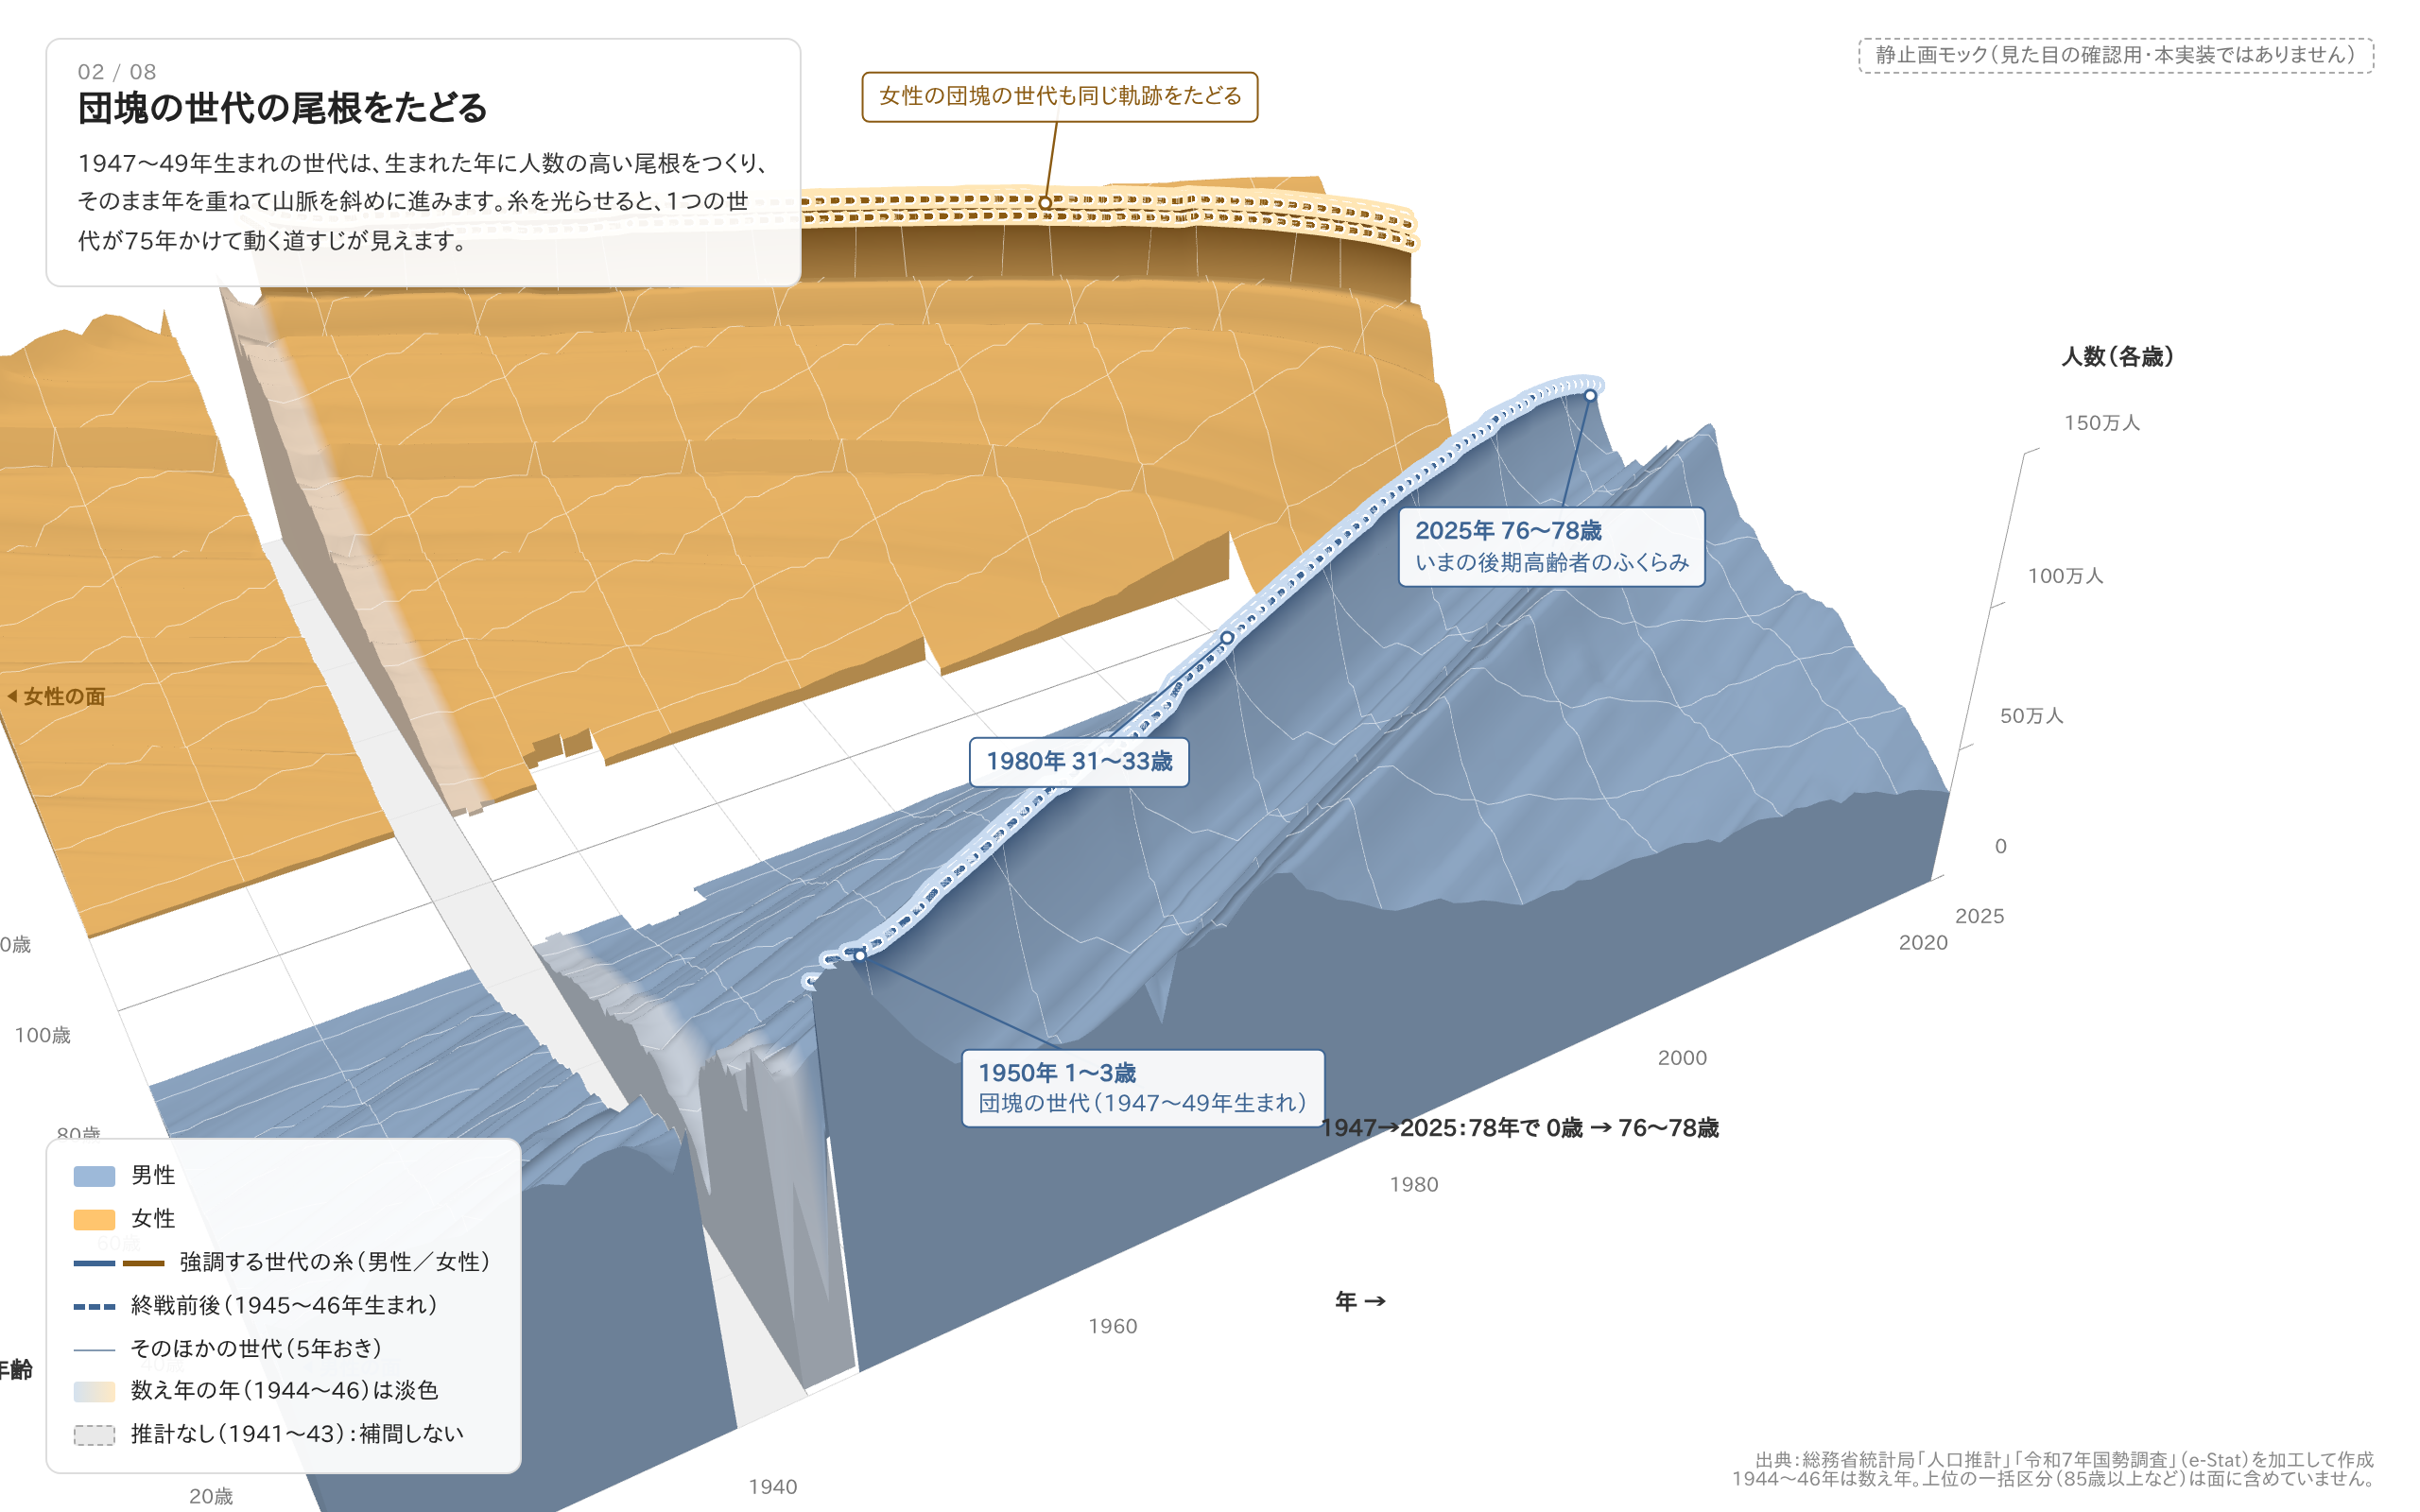 02 / 08
団塊の世代の尾根をたどる
1947～49年生まれの世代は、生まれた年に人数の高い尾根をつくり、
そのまま年を重ねて山脈を斜めに進みます。糸を光らせると、1つの世
代が75年かけて動く道すじが見えます。
女性の団塊の世代も同じ軌跡をたどる
静止画モック（見た目の確認用・本実装ではありません）
人数（各歳）
150万人
100万人
50万人
0
2025年 76～78歳
いまの後期高齢者のふくらみ
1980年 31～33歳
1950年 1～3歳
団塊の世代（1947～49年生まれ）
1947→2025：78年で 0歳 → 76～78歳
◀ 女性の面
0歳
100歳
80歳
60歳
40歳
20歳
年齢
男性
女性
強調する世代の糸（男性／女性）
終戦前後（1945～46年生まれ）
そのほかの世代（5年おき）
数え年の年（1944～46）は淡色
推計なし（1941～43）：補間しない
1940
1960
1980
2000
2020
2025
年 →
出典：総務省統計局「人口推計」「令和7年国勢調査」（e-Stat）を加工して作成
1944～46年は数え年。上位の一括区分（85歳以上など）は面に含めていません。